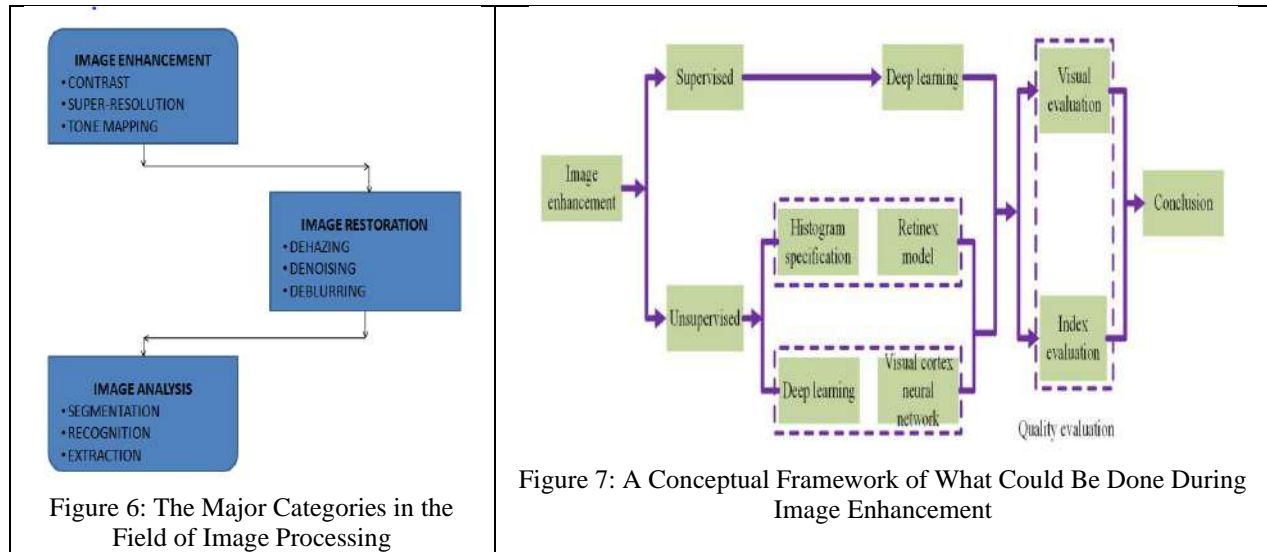 IMAGE ENHANCEMENT
•CONTRAST
•SUPER-RESOLUTION
•TONE MAPPING
IMAGE RESTORATION
•DEHAZING
•DENOISING
•DEBLURRING
IMAGE ANALYSIS
•SEGMENTATION
•RECOGNITION
•EXTRACTION
Figure 6: The Major Categories in the
Field of Image Processing
Image
enhancement
Supervised
Deep learning
Unsupervised
Histogram
specification
Retinex
model
Deep learning
Visual cortex
neural
network
Visual
evaluation
Index
evaluation
Quality evaluation
Conclusion
Figure 7: A Conceptual Framework of What Could Be Done During
Image Enhancement